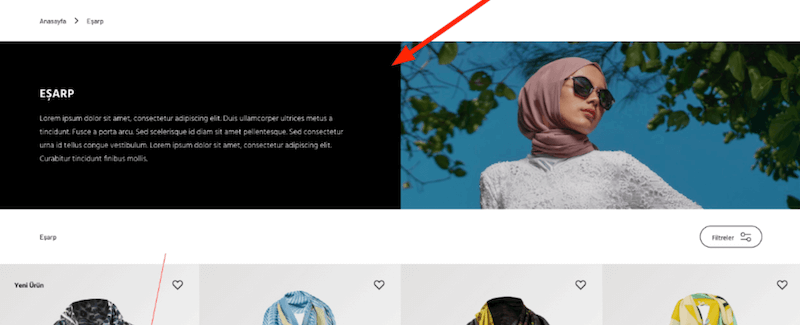 Anasayfa > Eşarp
EŞARP
Lorem ipsum dolor sit amet, consectetur adipiscing elit. Duis ullamcorper ultrices metus a
tincidunt. Fusce a porta arcu. Sed scelerisque id diam sit amet pellentesque. Sed consectetur
urna id tellus congue vestibulum. Lorem ipsum dolor sit amet, consectetur adipiscing elit.
Curabitur tincidunt finibus mollis.
Eşarp
Filtreler
Yeni Ürün